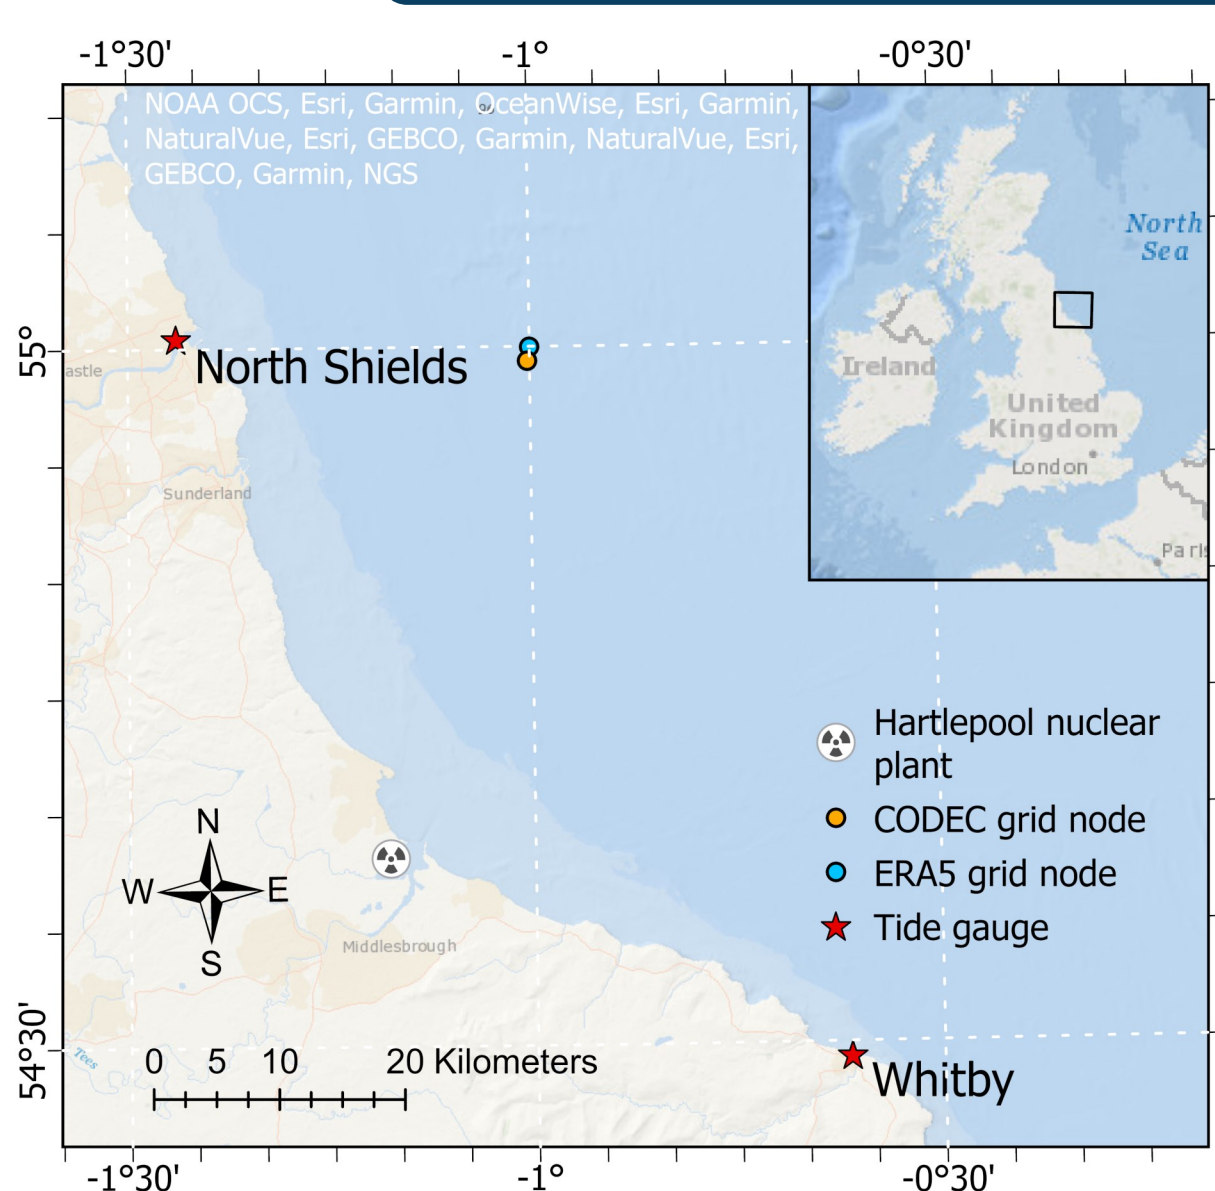 -1°30'
-1°
-0°30'
NOAA OCS, Esri, Garmin, OceanWise, Esri, Garmin,
NaturalVue, Esri, GEBCO, Garmin, NaturalVue, Esri,
GEBCO, Garmin, NGS
North
Sea
55°
North Shields
astle
Ireland
United
Kingdom
London
Paris
Sunderland
Hartlepool nuclear
plant
CODEC grid node
ERA5 grid node
Tide gauge
N
W
E
S
Middlesbrough
54°30'
Tees
0 5 10 20 Kilometers
Whitby
-1°30'
-1°
-0°30'